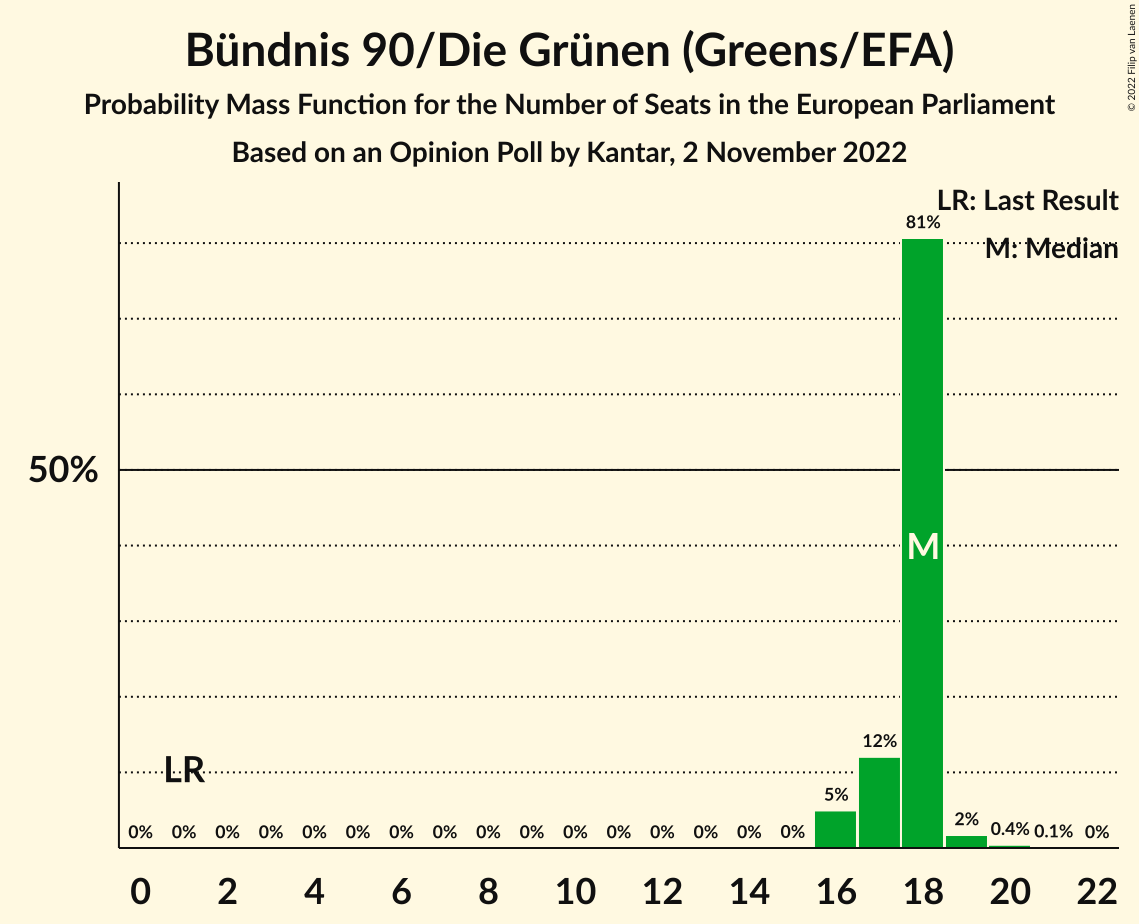 Bündnis 90/Die Grünen (Greens/EFA)
Probability Mass Function for the Number of Seats in the European Parliament
Based on an Opinion Poll by Kantar, 2 November 2022
© 2022 Filip van Laenen
LR: Last Result
81%
M: Median
50%
M
12%
LR
5%
2%
0% 0% 0% 0% 0% 0% 0% 0% 0% 0% 0% 0% 0% 0% 0% 0% 0.4% 0.1% 0%
0 2 4 6 8 10 12 14 16 18 20 22